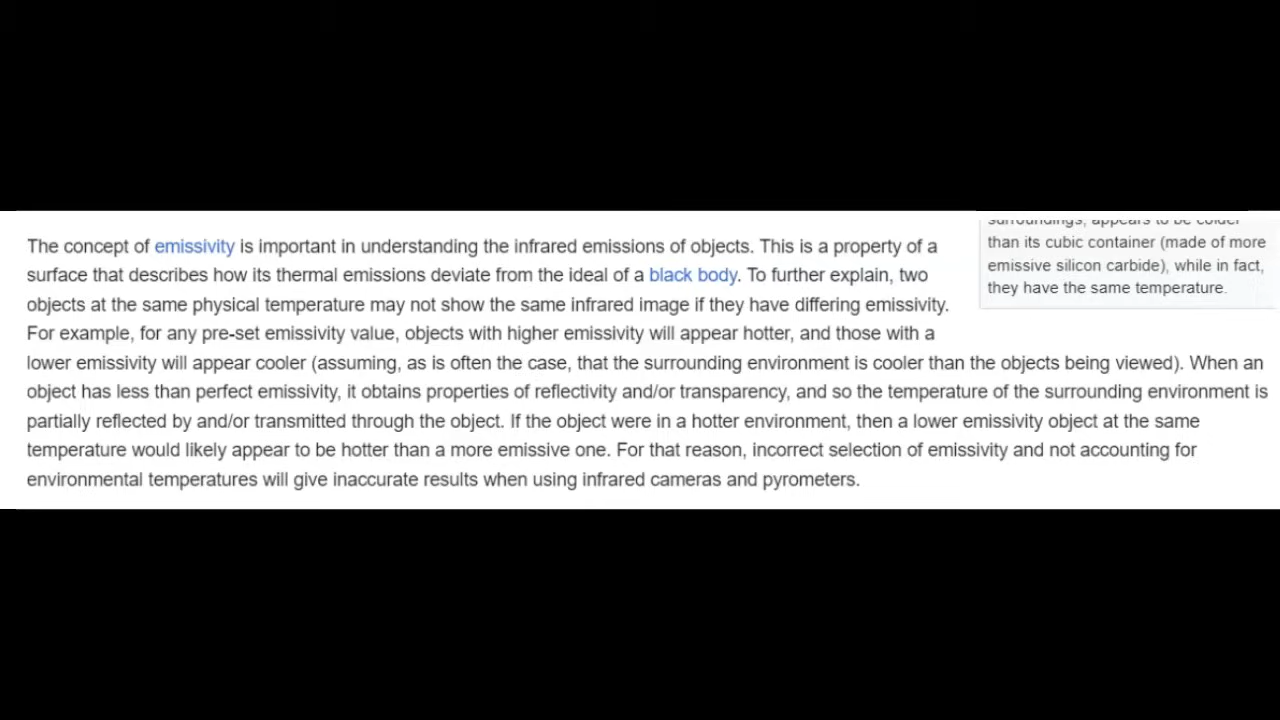 The concept of emissivity is important in understanding the infrared emissions of objects. This is a property of a
surface that describes how its thermal emissions deviate from the ideal of a black body. To further explain, two
objects at the same physical temperature may not show the same infrared image if they have differing emissivity.
For example, for any pre-set emissivity value, objects with higher emissivity will appear hotter, and those with a
lower emissivity will appear cooler (assuming, as is often the case, that the surrounding environment is cooler than the objects being viewed). When an
object has less than perfect emissivity, it obtains properties of reflectivity and/or transparency, and so the temperature of the surrounding environment is
partially reflected by and/or transmitted through the object. If the object were in a hotter environment, then a lower emissivity object at the same
temperature would likely appear to be hotter than a more emissive one. For that reason, incorrect selection of emissivity and not accounting for
environmental temperatures will give inaccurate results when using infrared cameras and pyrometers.
surroundings, appears to be colder
than its cubic container (made of more
emissive silicon carbide), while in fact,
they have the same temperature.